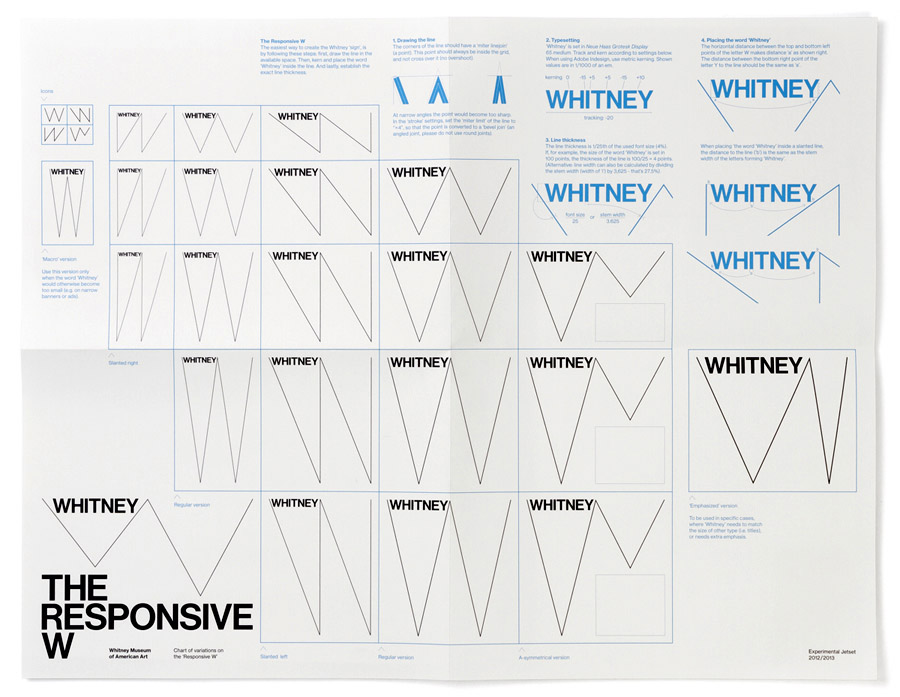 The Responsive W
The easiest way to create the Whitney 'sign', is
by following these steps: first, draw the line in the
available space. Then, kern and place the word
'Whitney' inside the line. And lastly, establish the
exact line thickness.
1. Drawing the line
The corners of the line should have a 'miter linejoin'
(a point). This point should always be inside the grid,
and not cross over it (no overshoot).
At narrow angles the point would become too sharp.
In the 'stroke' settings, set the 'miter limit' of the line to
"×4", so that the point is converted to a 'bevel join' (an
angled joint, please do not use round joints).
2. Typesetting
'Whitney' is set in Neue Haas Grotesk Display
65 medium. Track and kern according to settings below.
When using Adobe Indesign, use metric kerning. Shown
values are in 1/1000 of an em.
kerning 0 -10 +5 -5 -15 +10
WHITNEY
tracking -20
3. Line thickness
The line thickness is 1/25th of the used font size (4%).
If, for example, the size of the word 'Whitney' is set in
100 points, the thickness of the line is 100/25 = 4 points.
(Alternative: line width can also be calculated by dividing
the stem width (width of 'I') by 3,625 - that's 27.5%).
WHITNEY
font size
25
or
stem width
3.625
4. Placing the word 'Whitney'
The horizontal distance between the top and bottom left
points of the letter W makes distance 'a' as shown right.
The distance between the bottom right point of the
letter Y to the line should be the same as 'a'.
WHITNEY
When placing the word 'Whitney' inside a slanted line,
the distance to the line ('b') is the same as the stem
width of the letters forming 'Whitney'.
WHITNEY
WHITNEY
Icons
WHITNEY
'Macro' version
Use this version only
when the word 'Whitney'
would otherwise become
too small (e.g. on narrow
banners or ads).
WHITNEY WHITNEY WHITNEY
WHITNEY WHITNEY WHITNEY WHITNEY
WHITNEY WHITNEY WHITNEY WHITNEY WHITNEY
Slanted right
WHITNEY WHITNEY WHITNEY WHITNEY
Regular version
WHITNEY WHITNEY WHITNEY
Slanted left
Regular version
A-symmetrical version
WHITNEY
'Emphasized' version
To be used in specific cases,
where 'Whitney' needs to match
the size of other type (i.e. titles),
or needs extra emphasis.
WHITNEY
THE
RESPONSIVE
W
Whitney Museum
of American Art
Chart of variations on
the 'Responsive W'
Experimental Jetset
2012/2013